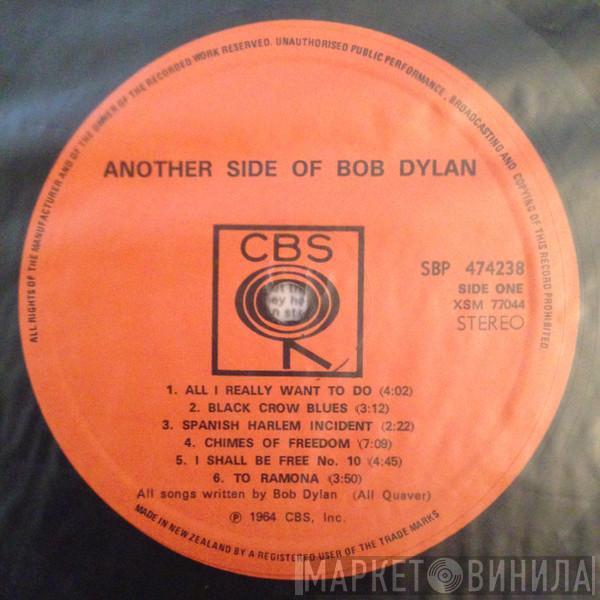 ALL RIGHTS OF THE MANUFACTURER AND OF THE OWNER OF THE RECORDED WORK RESERVED. UNAUTHORISED PUBLIC PERFORMANCE, BROADCASTING AND COPYING OF THIS RECORD PROHIBITED.
ANOTHER SIDE OF BOB DYLAN
CBS
SBP 474238
SIDE ONE
XSM 77044
STEREO
1. ALL I REALLY WANT TO DO (4:02)
2. BLACK CROW BLUES (3:12)
3. SPANISH HARLEM INCIDENT (2:22)
4. CHIMES OF FREEDOM (7:09)
5. I SHALL BE FREE No. 10 (4:45)
6. TO RAMONA (3:50)
All songs written by Bob Dylan (All Quaver)
℗ 1964 CBS, Inc.
MADE IN NEW ZEALAND BY A REGISTERED USER OF THE TRADE MARKS
МАРКЕТ ВИНИЛА